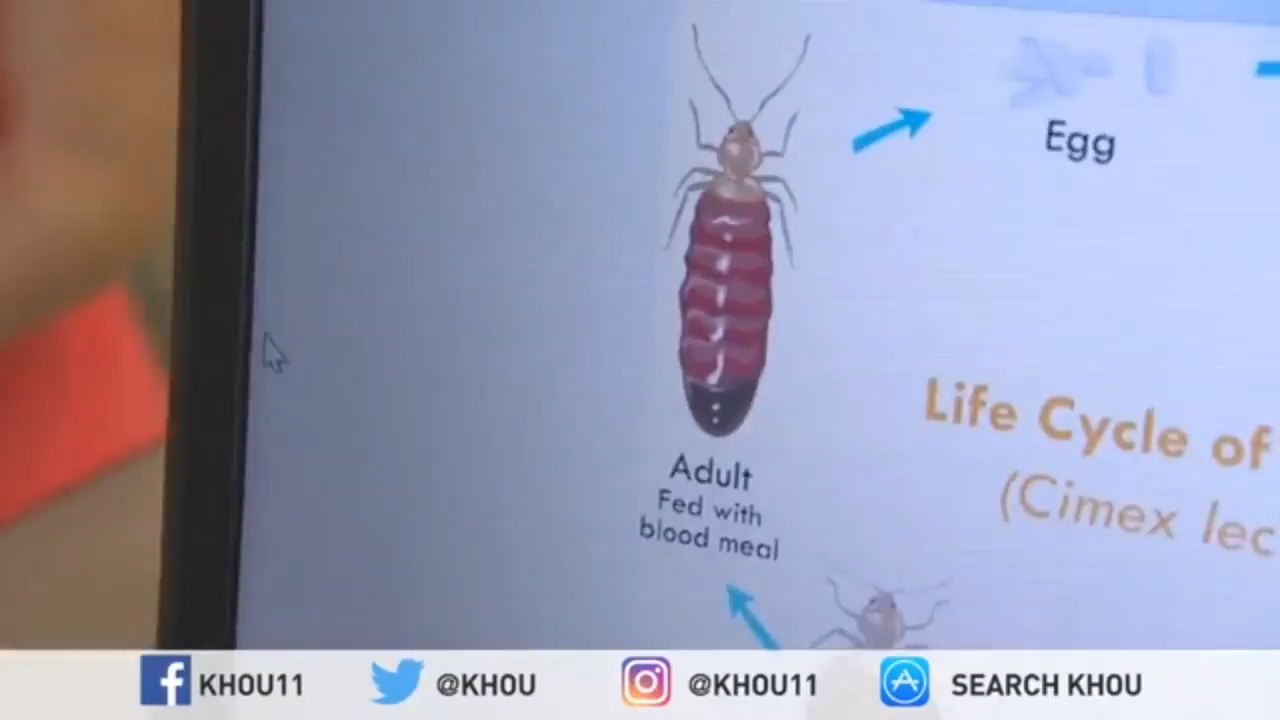 Egg
Life Cycle of
(Cimex lec
Adult
Fed with
blood meal
KHOU11
@KHOU
@KHOU11
SEARCH KHOU